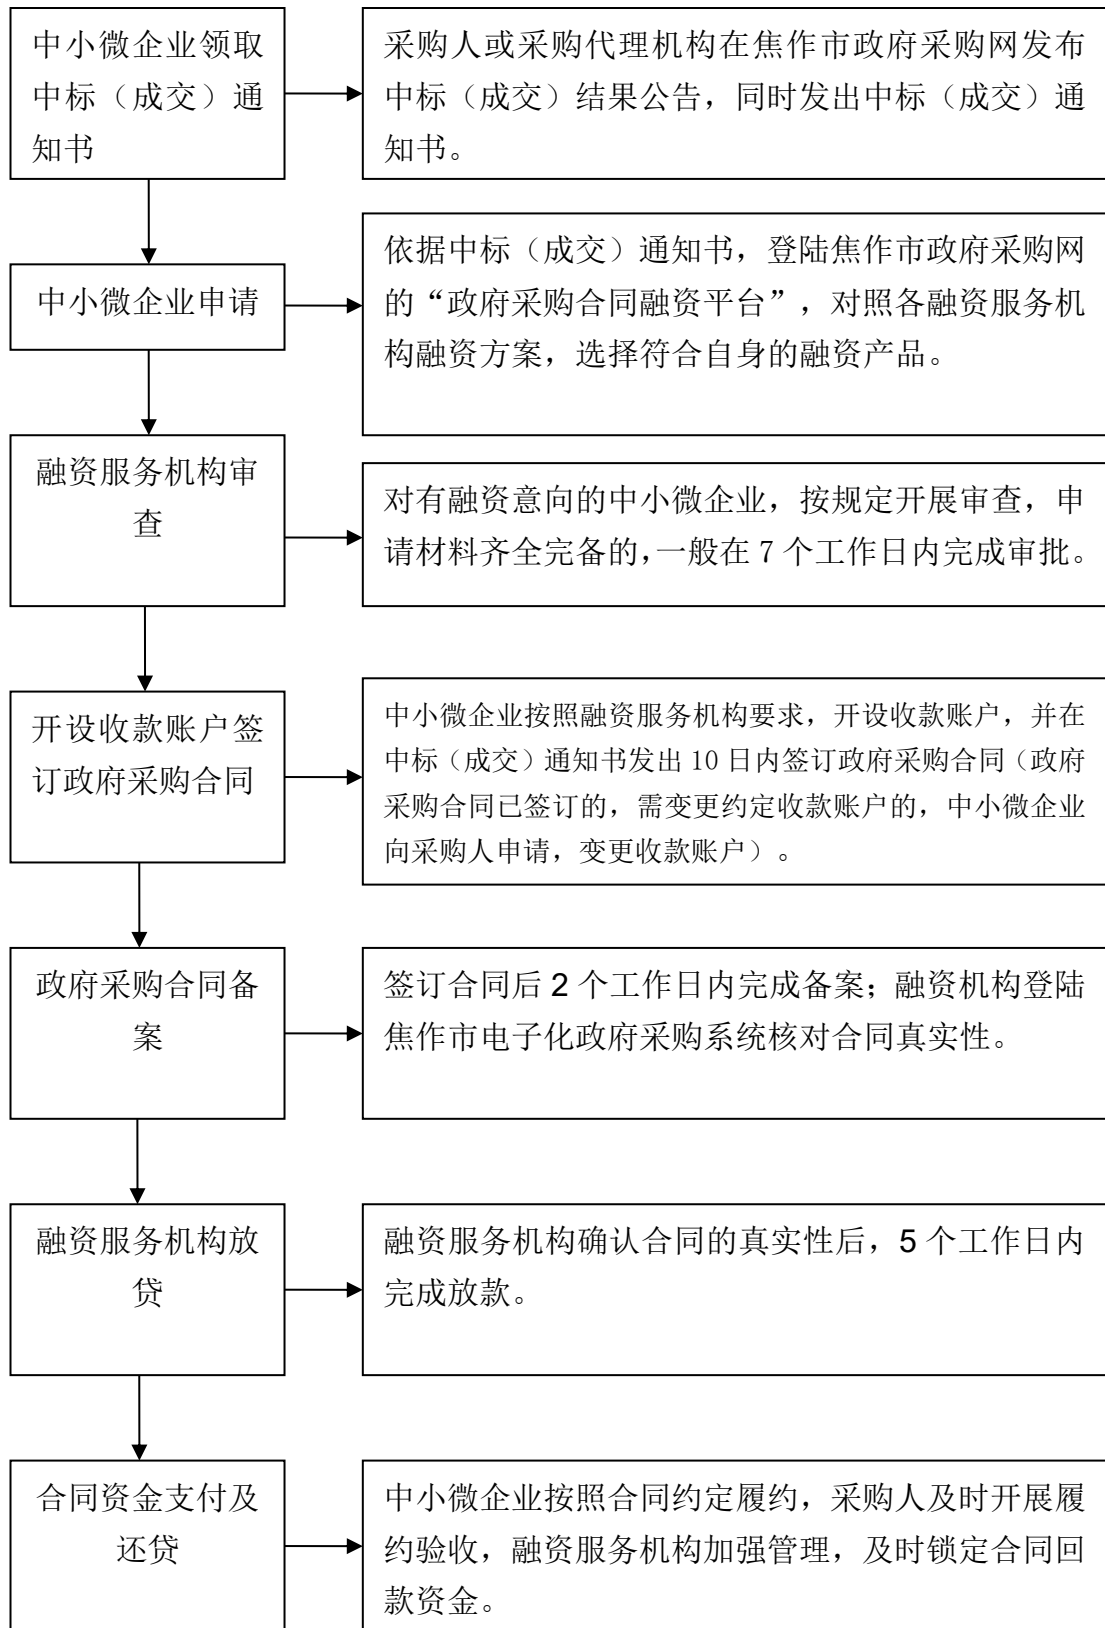 中小微企业领取
中标（成交）通
知书
采购人或采购代理机构在焦作市政府采购网发布
中标（成交）结果公告，同时发出中标（成交）通
知书。
中小微企业申请
依据中标（成交）通知书，登陆焦作市政府采购网
的“政府采购合同融资平台”，对照各融资服务机
构融资方案，选择符合自身的融资产品。
融资服务机构审
查
对有融资意向的中小微企业，按规定开展审查，申
请材料齐全完备的，一般在 7 个工作日内完成审批。
开设收款账户签
订政府采购合同
中小微企业按照融资服务机构要求，开设收款账户，并在
中标（成交）通知书发出 10 日内签订政府采购合同（政府
采购合同已签订的，需变更约定收款账户的，中小微企业
向采购人申请，变更收款账户）。
政府采购合同备
案
签订合同后 2 个工作日内完成备案；融资机构登陆
焦作市电子化政府采购系统核对合同真实性。
融资服务机构放
贷
融资服务机构确认合同的真实性后，5 个工作日内
完成放款。
合同资金支付及
还贷
中小微企业按照合同约定履约，采购人及时开展履
约验收，融资服务机构加强管理，及时锁定合同回
款资金。